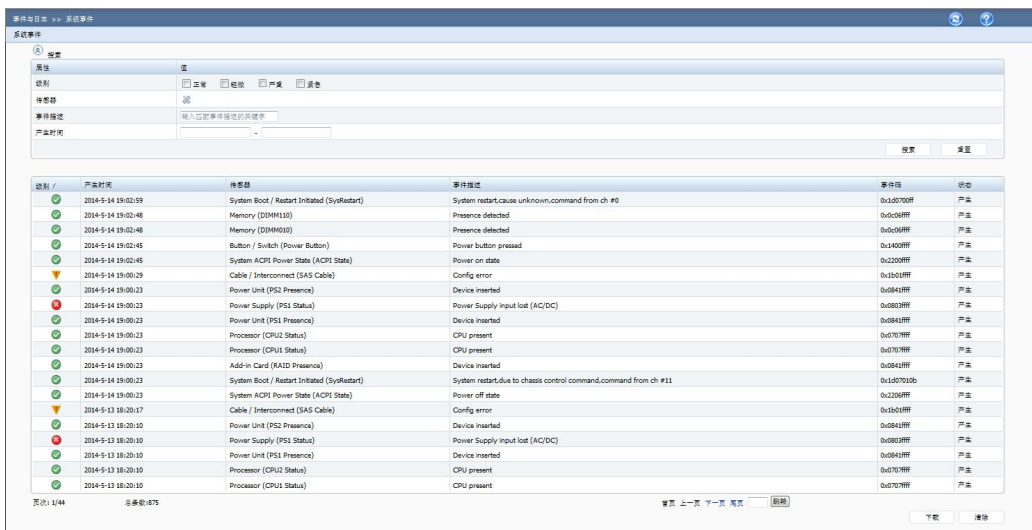 事件与日本 >> 系统事件
系统事件
搜索
属性 值
级别 正常 轻微 严重 紧急
传感器
事件描述 输入匹配事件描述的关键字
产生时间 -
搜索 重置
级别 / 产生时间 传感器 事件描述 事件码 状态
2014-5-14 19:02:59 System Boot / Restart Initiated (SysRestart) System restart,cause unknown,command from ch #0 0x1d0700ff 产生
2014-5-14 19:02:48 Memory (DIMM110) Presence detected 0x0c06ffff 产生
2014-5-14 19:02:48 Memory (DIMM010) Presence detected 0x0c06ffff 产生
2014-5-14 19:02:45 Button / Switch (Power Button) Power button pressed 0x1400ffff 产生
2014-5-14 19:02:45 System ACPI Power State (ACPI State) Power on state 0x2200ffff 产生
2014-5-14 19:00:29 Cable / Interconnect (SAS Cable) Config error 0x1b01ffff 产生
2014-5-14 19:00:23 Power Unit (PS2 Presence) Device inserted 0x0841ffff 产生
2014-5-14 19:00:23 Power Supply (PS1 Status) Power Supply input lost (AC/DC) 0x0803ffff 产生
2014-5-14 19:00:23 Power Unit (PS1 Presence) Device inserted 0x0841ffff 产生
2014-5-14 19:00:23 Processor (CPU2 Status) CPU present 0x0707ffff 产生
2014-5-14 19:00:23 Processor (CPU1 Status) CPU present 0x0707ffff 产生
2014-5-14 19:00:23 Add-in Card (RAID Presence) Device inserted 0x0841ffff 产生
2014-5-14 19:00:23 System Boot / Restart Initiated (SysRestart) System restart,due to chassis control command,command from ch #11 0x1d07010b 产生
2014-5-14 19:00:23 System ACPI Power State (ACPI State) Power off state 0x2206ffff 产生
2014-5-13 18:20:17 Cable / Interconnect (SAS Cable) Config error 0x1b01ffff 产生
2014-5-13 18:20:10 Power Unit (PS2 Presence) Device inserted 0x0841ffff 产生
2014-5-13 18:20:10 Power Supply (PS1 Status) Power Supply input lost (AC/DC) 0x0803ffff 产生
2014-5-13 18:20:10 Power Unit (PS1 Presence) Device inserted 0x0841ffff 产生
2014-5-13 18:20:10 Processor (CPU2 Status) CPU present 0x0707ffff 产生
2014-5-13 18:20:10 Processor (CPU1 Status) CPU present 0x0707ffff 产生
页次: 1/44 总条数:875 首页 上一页 下一页 尾页 跳转
下载 清除